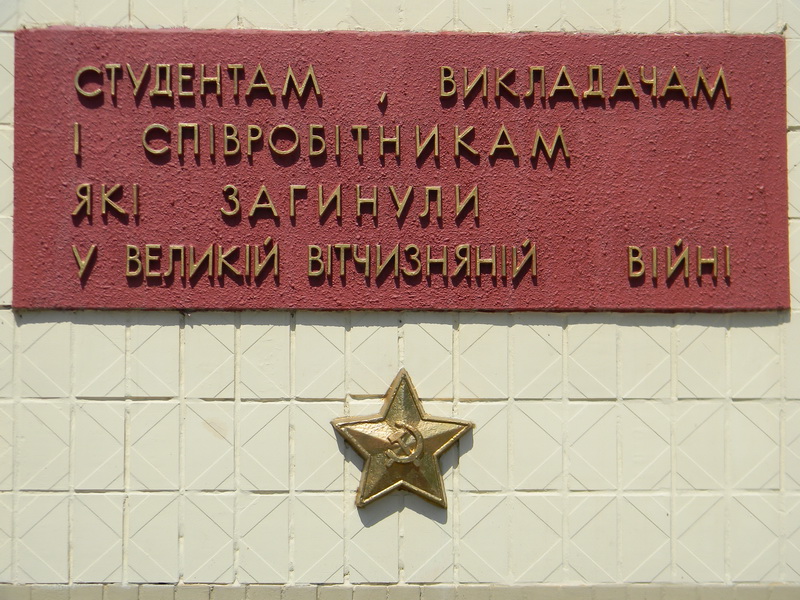 СТУДЕНТАМ , ВИКЛАДАЧАМ
І СПІВРОБІТНИКАМ
ЯКІ ЗАГИНУЛИ
У ВЕЛИКІЙ ВІТЧИЗНЯНІЙ ВІЙНІ